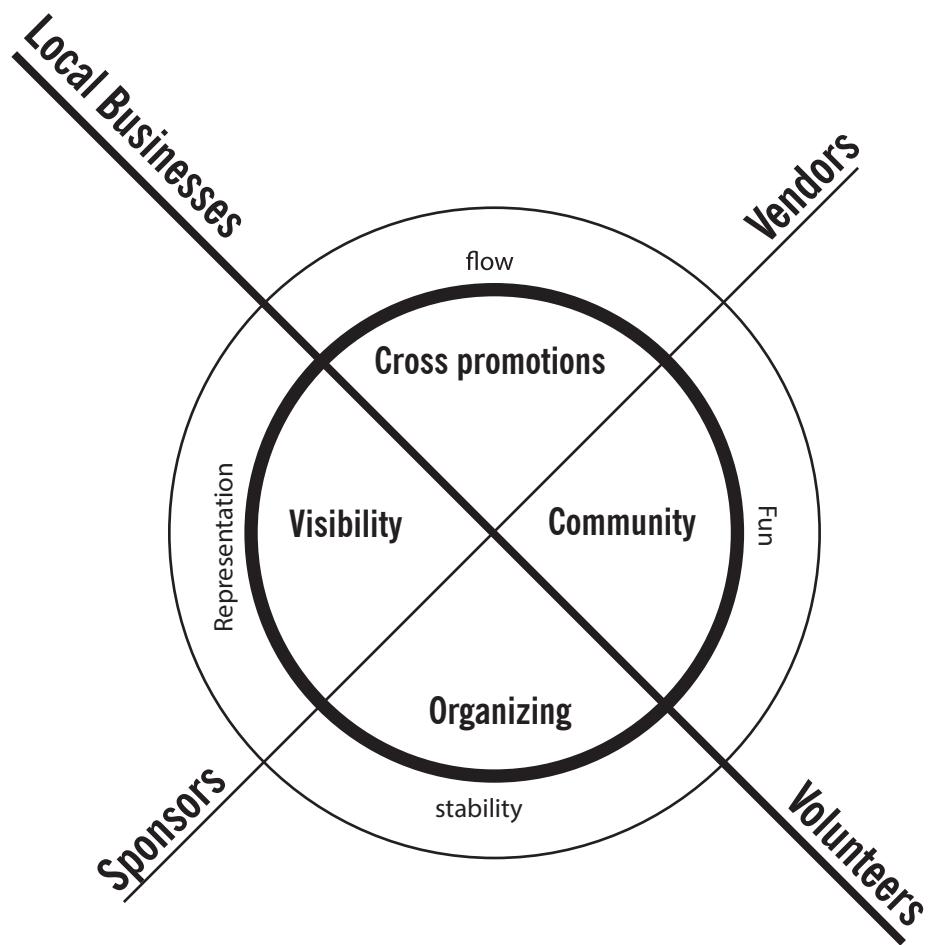 Local Businesses
Vendors
flow
Cross promotions
Representation
Visibility
Community
Fun
Organizing
stability
Sponsors
Volunteers